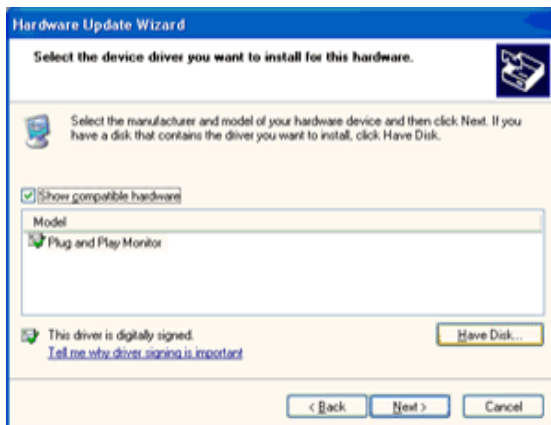 Hardware Update Wizard
Select the device driver you want to install for this hardware.
Select the manufacturer and model of your hardware device and then click Next. If you
have a disk that contains the driver you want to install, click Have Disk.
Show compatible hardware
Model
Plug and Play Monitor
This driver is digitally signed.
Have Disk...
Tell me why driver signing is important
< Back
Next >
Cancel